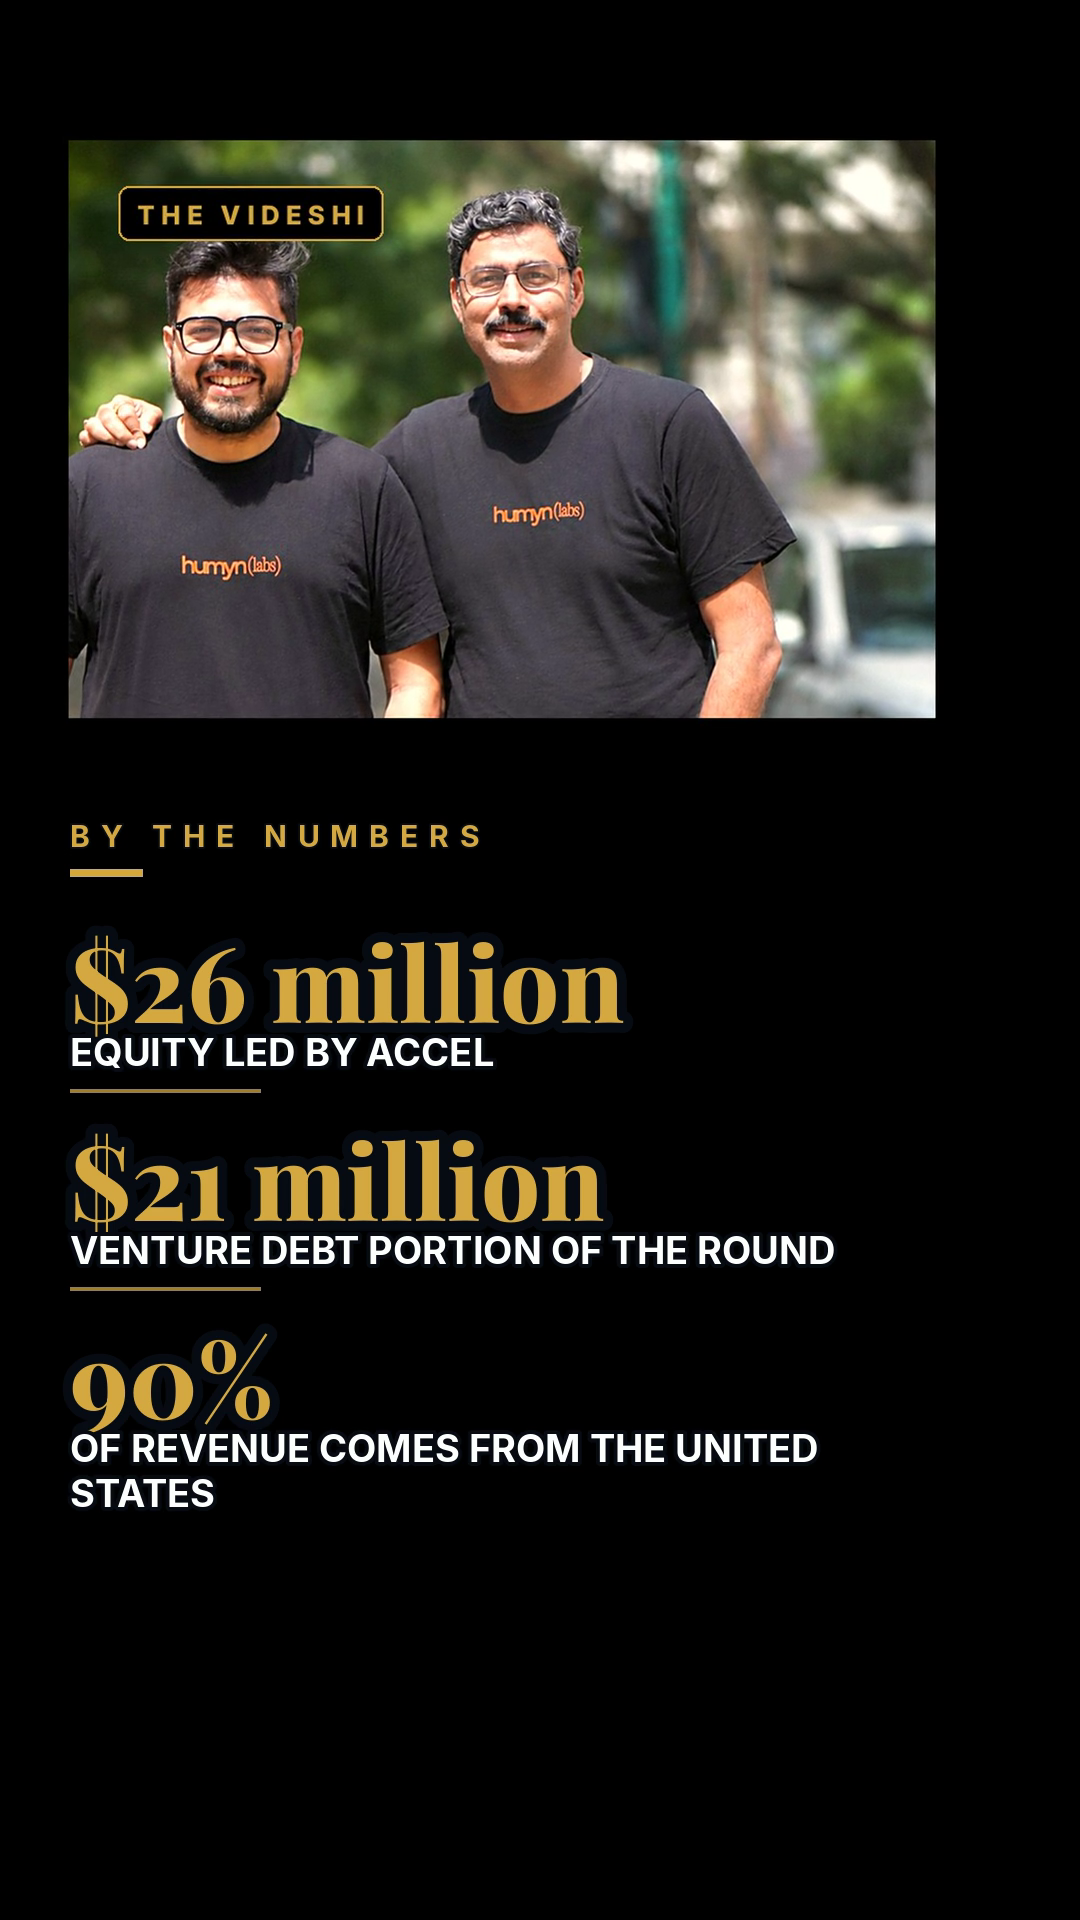 THE VIDESHI
humyn(labs)
humyn(labs)
BY THE NUMBERS
$26 million
EQUITY LED BY ACCEL
$21 million
VENTURE DEBT PORTION OF THE ROUND
90%
OF REVENUE COMES FROM THE UNITED
STATES